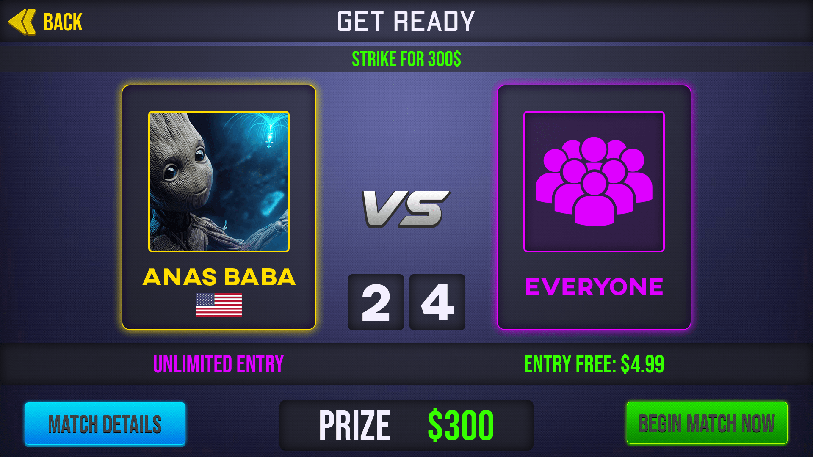 BACK
GET READY
STRIKE FOR 300$
VS
ANAS BABA
2 4
EVERYONE
UNLIMITED ENTRY
ENTRY FREE: $4.99
MATCH DETAILS
PRIZE $300
BEGIN MATCH NOW